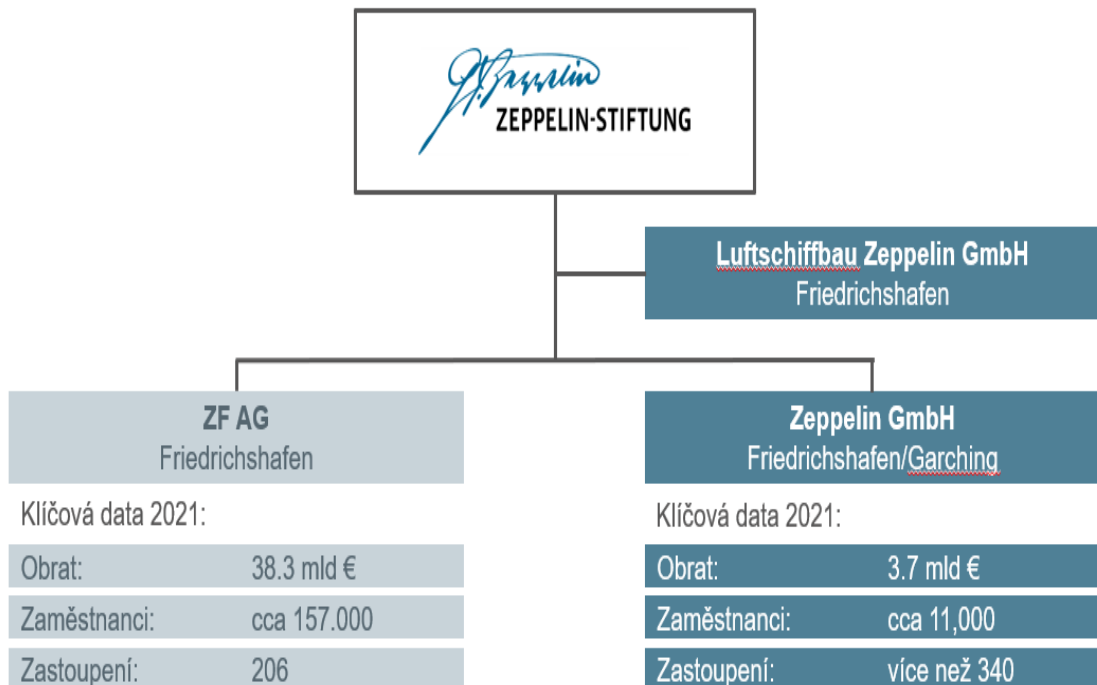 ZEPPELIN-STIFTUNG
Luftschiffbau Zeppelin GmbH
Friedrichshafen
ZF AG
Friedrichshafen
Klíčová data 2021:
Obrat: 38.3 mld €
Zaměstnanci: cca 157.000
Zastoupení: 206
Zeppelin GmbH
Friedrichshafen/Garching
Klíčová data 2021:
Obrat: 3.7 mld €
Zaměstnanci: cca 11,000
Zastoupení: více než 340